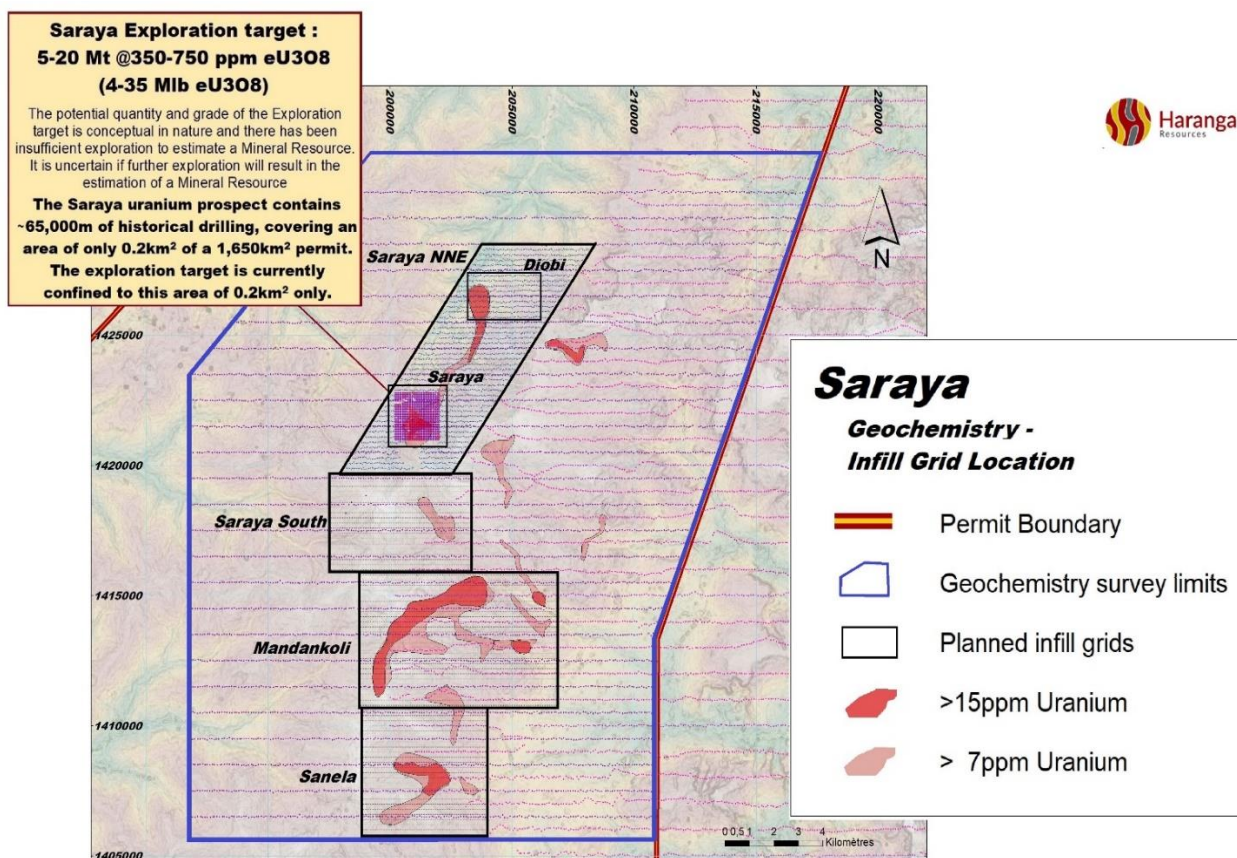 Saraya Exploration target :
5-20 Mt @350-750 ppm eU3O8
(4-35 Mlb eU3O8)
The potential quantity and grade of the Exploration
target is conceptual in nature and there has been
insufficient exploration to estimate a Mineral Resource.
It is uncertain if further exploration will result in the
estimation of a Mineral Resource
The Saraya uranium prospect contains
~65,000m of historical drilling, covering an
area of only 0.2km² of a 1,650km² permit.
The exploration target is currently
confined to this area of 0.2km² only.
200000
205000
210000
215000
220000
Haranga
Resources
N
Saraya NNE
Diobi
1425000
Saraya
1420000
Saraya South
1415000
Mandankoli
1410000
Sanela
1405000
0 0,5 1 2 3 4
Kilomètres
Saraya
Geochemistry -
Infill Grid Location
Permit Boundary
Geochemistry survey limits
Planned infill grids
>15ppm Uranium
> 7ppm Uranium